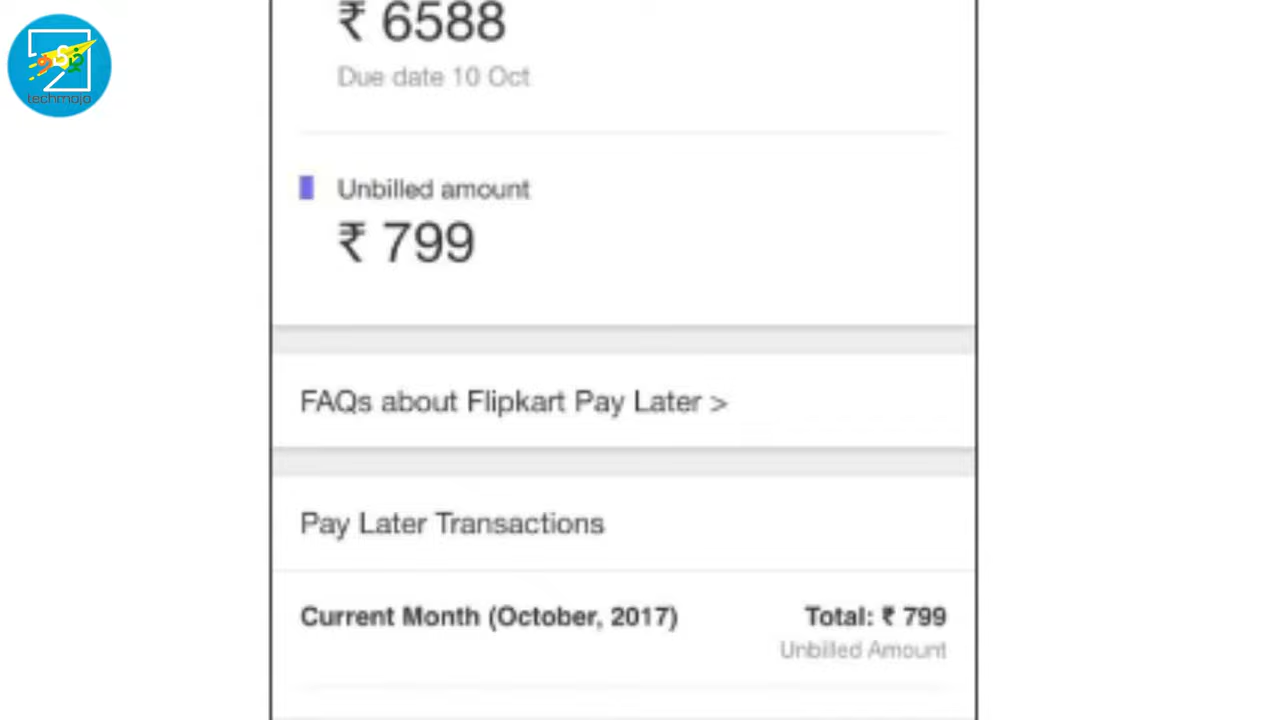 ₹ 6588
Due date 10 Oct
Unbilled amount
₹ 799
FAQs about Flipkart Pay Later >
Pay Later Transactions
Current Month (October, 2017) Total: ₹ 799
Unbilled Amount
techmojo